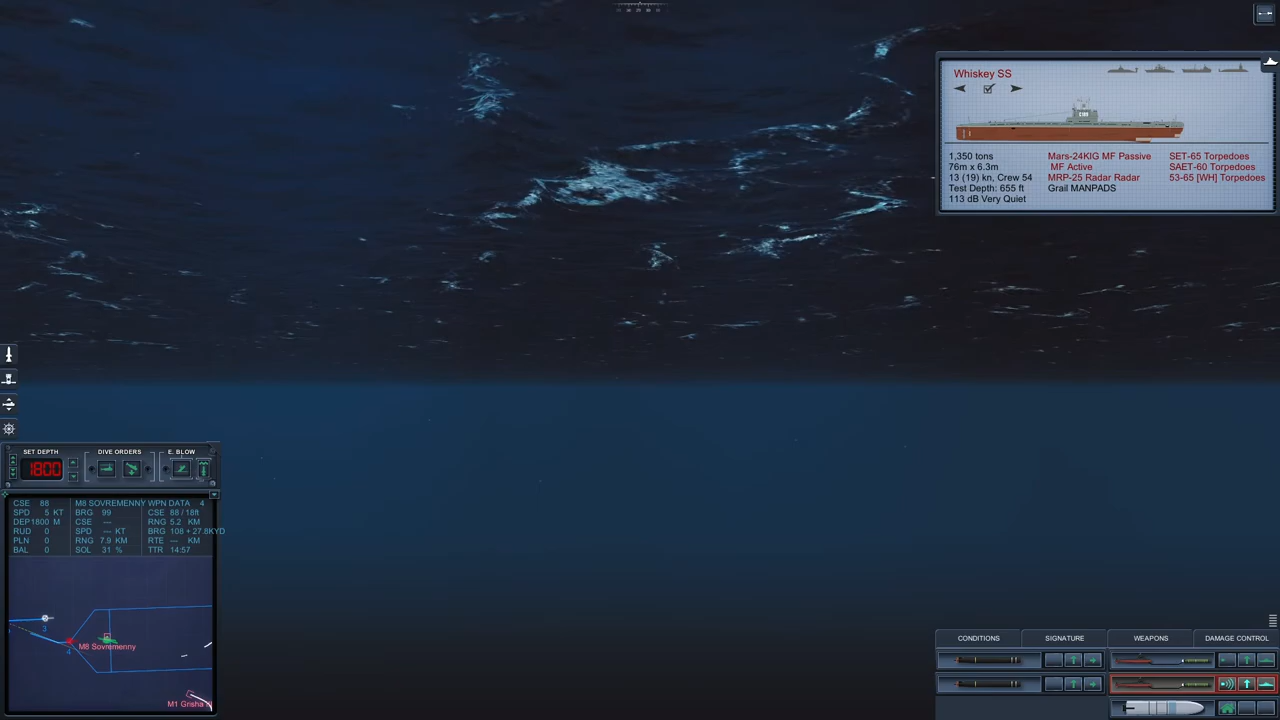 Whiskey SS
1,350 tons
76m x 6.3m
13 (19) kn, Crew 54
Test Depth: 655 ft
113 dB Very Quiet
Mars-24KIG MF Passive
MF Active
MRP-25 Radar Radar
Grail MANPADS
SET-65 Torpedoes
SAET-60 Torpedoes
53-65 [WH] Torpedoes
SET DEPTH
DIVE ORDERS
E. BLOW
1800
CSE 88
SPD 5 KT
DEP1800 M
RUD 0
PLN 0
BAL 0
M8 SOVREMENNY
BRG 99
CSE ---
SPD --- KT
RNG 7.9 KM
SOL 31 %
WPN DATA 4
CSE 88 / 18ft
RNG 5.2 KM
BRG 108 + 27.8KYD
RTE --- KM
TTR 14:57
3
4
M8 Sovremenny
M1 Grisha
CONDITIONS
SIGNATURE
WEAPONS
DAMAGE CONTROL